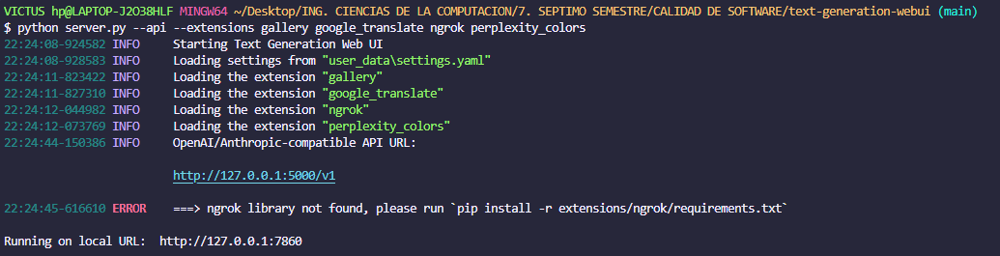 VICTUS hp@LAPTOP-J2O38HLF MINGW64 ~/Desktop/ING. CIENCIAS DE LA COMPUTACION/7. SEPTIMO SEMESTRE/CALIDAD DE SOFTWARE/text-generation-webui (main)
$ python server.py --api --extensions gallery google_translate ngrok perplexity_colors
22:24:08-924582 INFO Starting Text Generation Web UI
22:24:08-928583 INFO Loading settings from "user_data\settings.yaml"
22:24:11-823422 INFO Loading the extension "gallery"
22:24:11-827310 INFO Loading the extension "google_translate"
22:24:12-044982 INFO Loading the extension "ngrok"
22:24:12-073769 INFO Loading the extension "perplexity_colors"
22:24:44-150386 INFO OpenAI/Anthropic-compatible API URL:
http://127.0.0.1:5000/v1
22:24:45-616610 ERROR ===> ngrok library not found, please run `pip install -r extensions/ngrok/requirements.txt`
Running on local URL: http://127.0.0.1:7860